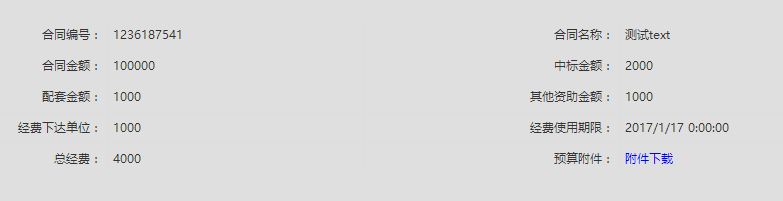 合同编号： 1236187541 合同名称： 测试text
合同金额： 100000 中标金额： 2000
配套金额： 1000 其他资助金额： 1000
经费下达单位： 1000 经费使用期限： 2017/1/17 0:00:00
总经费： 4000 预算附件： 附件下载